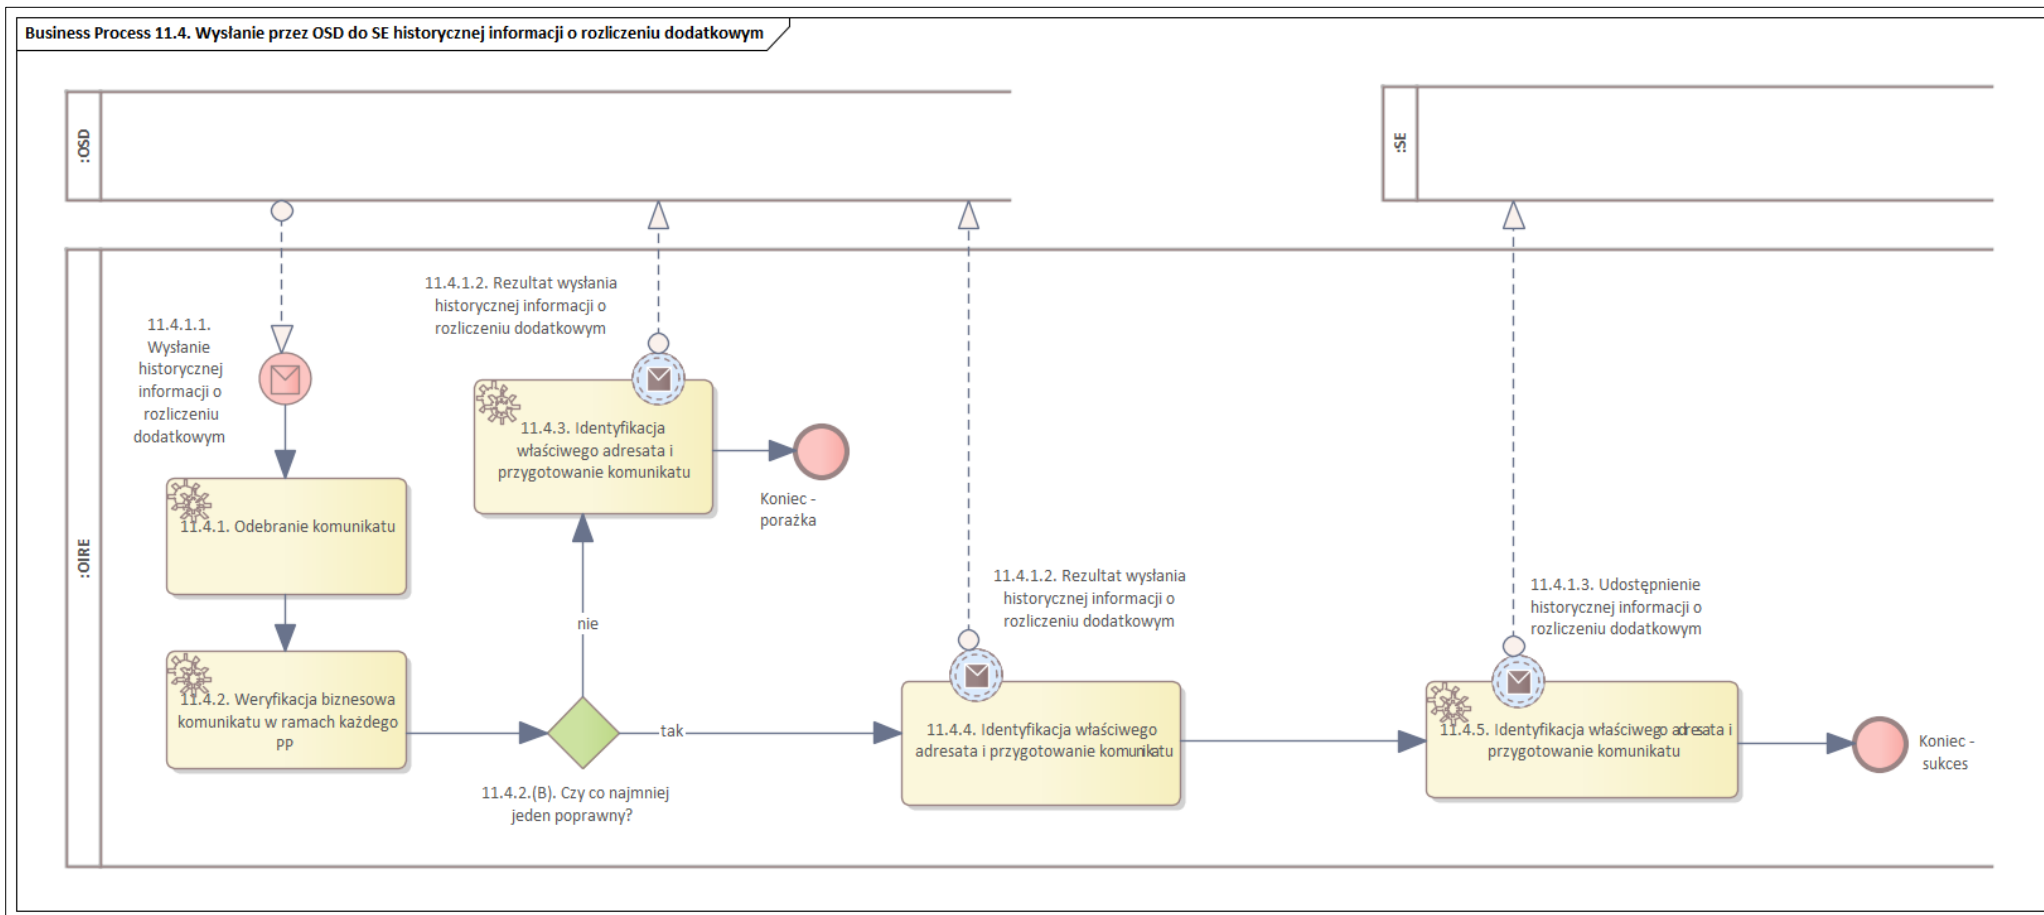 Business Process 11.4. Wysłanie przez OSD do SE historycznej informacji o rozliczeniu dodatkowym
:OSD
:SE
:OIRE
11.4.1.1.
Wysłanie
historycznej
informacji o
rozliczeniu
dodatkowym
11.4.1. Odebranie komunikatu
11.4.2. Weryfikacja biznesowa
komunikatu w ramach każdego
PP
11.4.2.(B). Czy co najmniej
jeden poprawny?
nie
tak
11.4.1.2. Rezultat wysłania
historycznej informacji o
rozliczeniu dodatkowym
11.4.3. Identyfikacja
właściwego adresata i
przygotowanie komunikatu
Koniec -
porażka
11.4.1.2. Rezultat wysłania
historycznej informacji o
rozliczeniu dodatkowym
11.4.4. Identyfikacja właściwego
adresata i przygotowanie komunikatu
11.4.1.3. Udostępnienie
historycznej informacji o
rozliczeniu dodatkowym
11.4.5. Identyfikacja właściwego adresata i
przygotowanie komunikatu
Koniec -
sukces